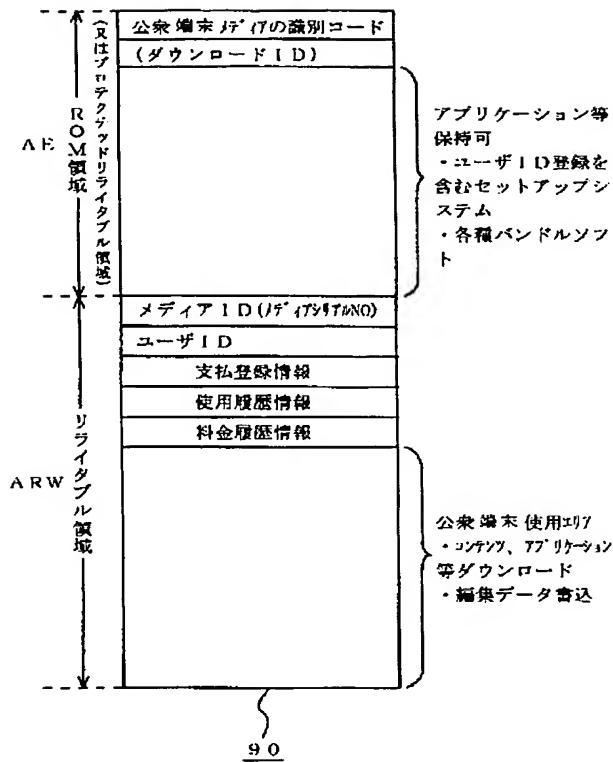 公衆端末メディアの識別コード
(ダウンロードID)
AE
ROM領域
(又はプロテクテッドリライタブル領域)
アプリケーション等
保持可
・ユーザID登録を
含むセットアップシ
ステム
・各種バンドルソフ
ト
メディアID(メディアシリアルNO)
ユーザID
支払登録情報
使用履歴情報
料金履歴情報
ARW
リライタブル領域
公衆端末使用エリア
・コンテンツ、アプリケーション
等ダウンロード
・編集データ書込
90